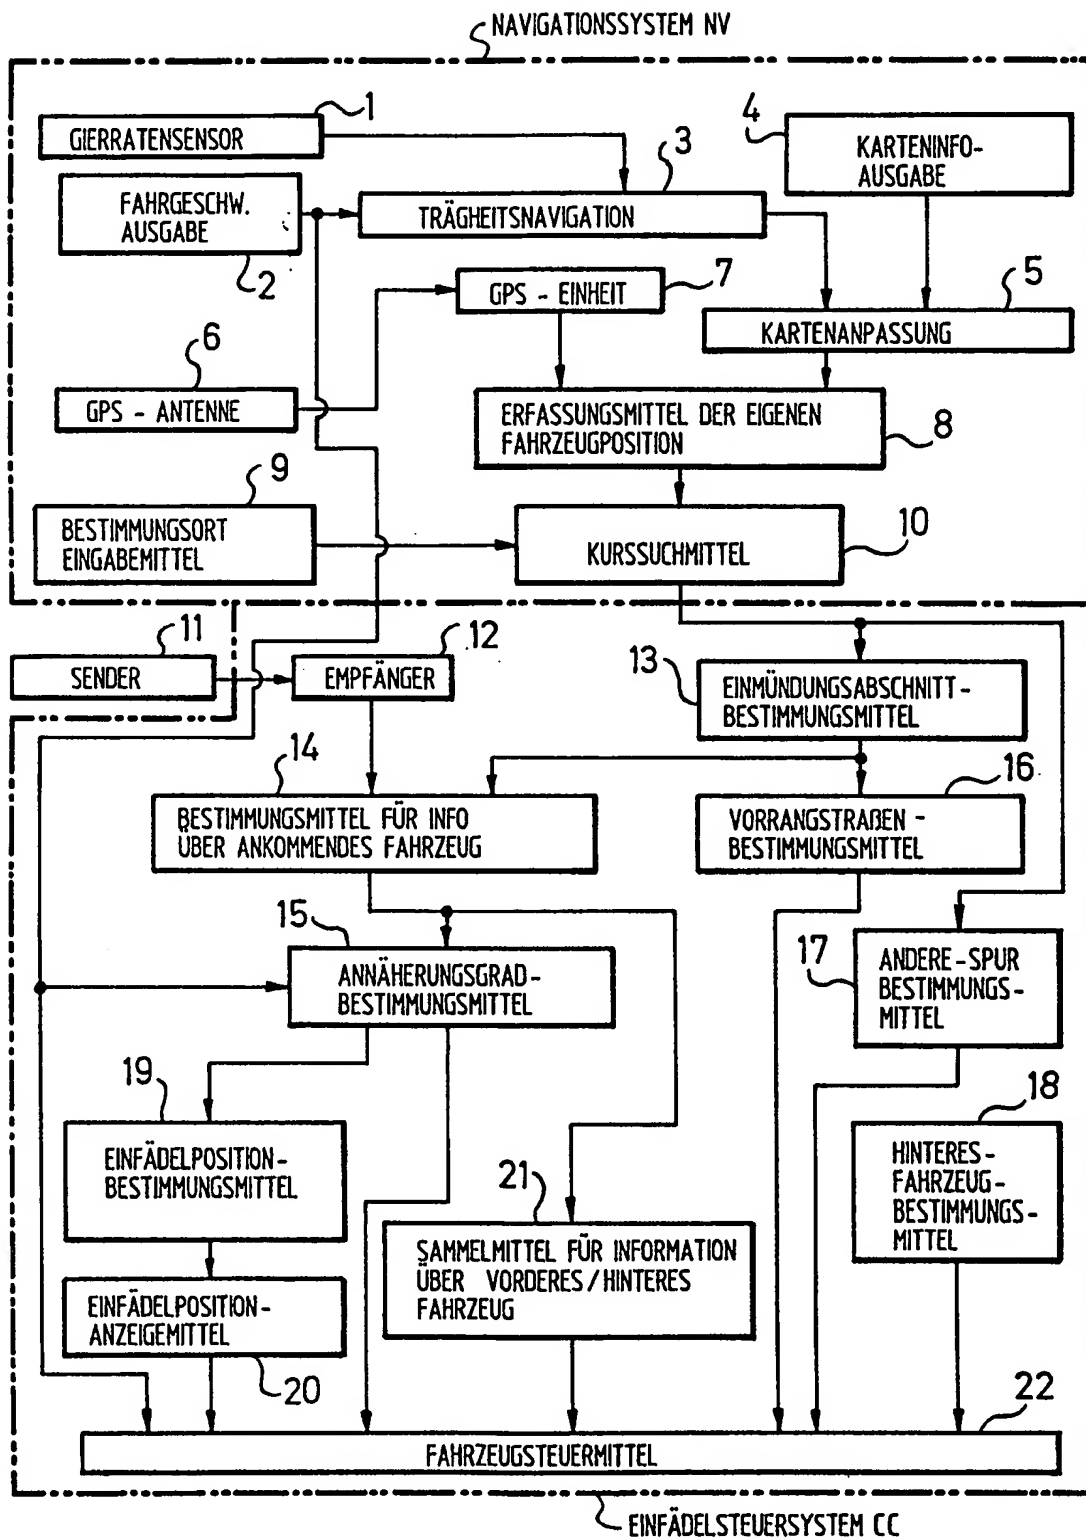 NAVIGATIONSSYSTEM NV
1
GIERRATENSENSOR
4
KARTENINFO-
AUSGABE
3
FAHRGESCHW.
AUSGABE
2
TRÄGHEITSNAVIGATION
7
GPS - EINHEIT
5
KARTENANPASSUNG
6
GPS - ANTENNE
ERFASSUNGSMITTEL DER EIGENEN
FAHRZEUGPOSITION
8
9
BESTIMMUNGSORT
EINGABEMITTEL
KURSSUCHMITTEL
10
11
SENDER
12
EMPFÄNGER
13
EINMÜNDUNGSABSCHNITT-
BESTIMMUNGSMITTEL
14
BESTIMMUNGSMITTEL FÜR INFO
ÜBER ANKOMMENDES FAHRZEUG
16
VORRANGSTRAßEN -
BESTIMMUNGSMITTEL
15
ANNÄHERUNGSGRAD-
BESTIMMUNGSMITTEL
17
ANDERE-SPUR
BESTIMMUNGS-
MITTEL
19
EINFÄDELPOSITION-
BESTIMMUNGSMITTEL
18
HINTERES-
FAHRZEUG-
BESTIMMUNGS-
MITTEL
21
SAMMELMITTEL FÜR INFORMATION
ÜBER VORDERES/HINTERES
FAHRZEUG
EINFÄDELPOSITION-
ANZEIGEMITTEL
20
22
FAHRZEUGSTEUERMITTEL
EINFÄDELSTEUERSYSTEM CC